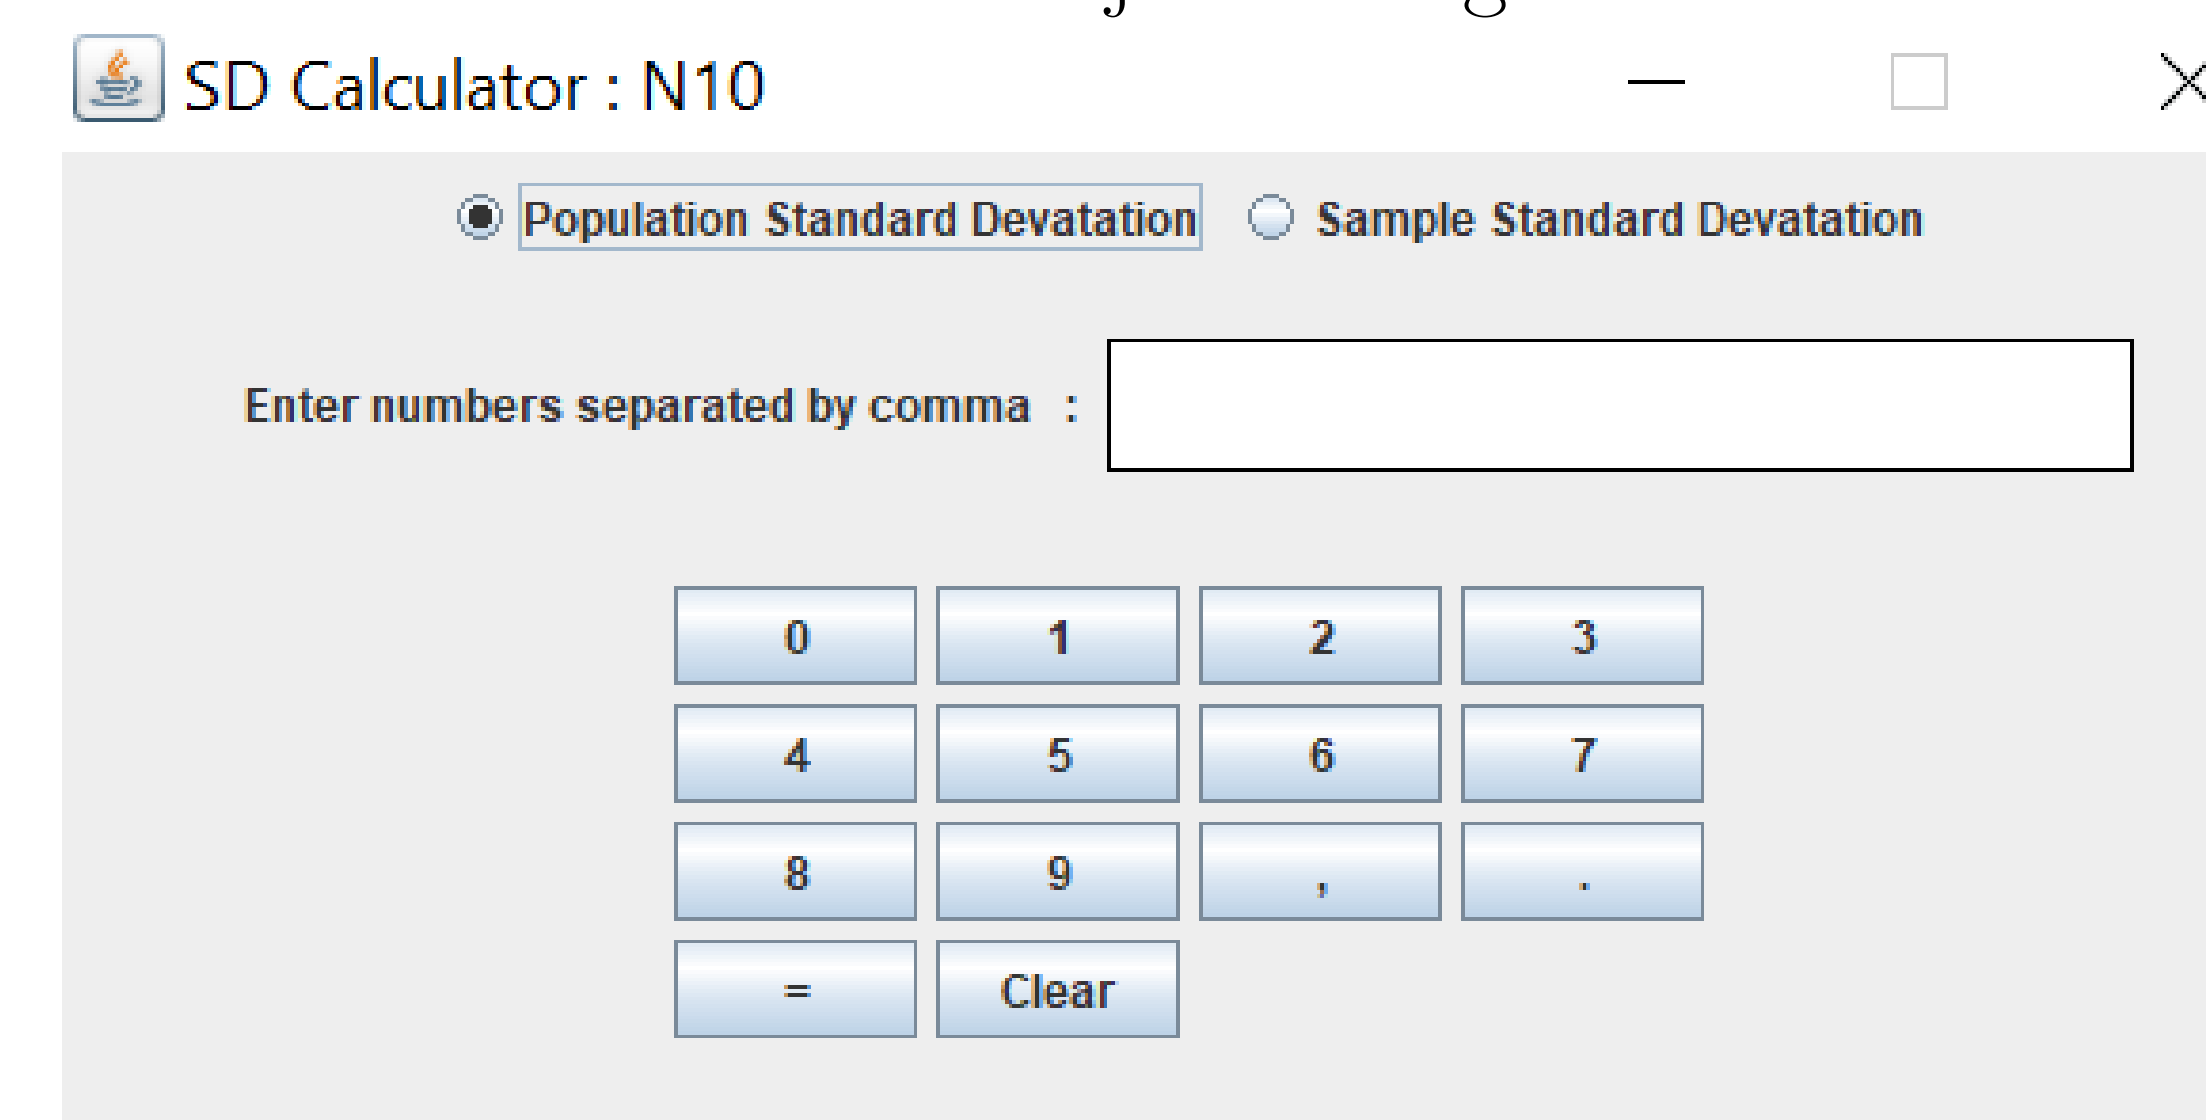 SD Calculator : N10
Population Standard Devatation Sample Standard Devatation
Enter numbers separated by comma :
0 1 2 3
4 5 6 7
8 9 , .
= Clear